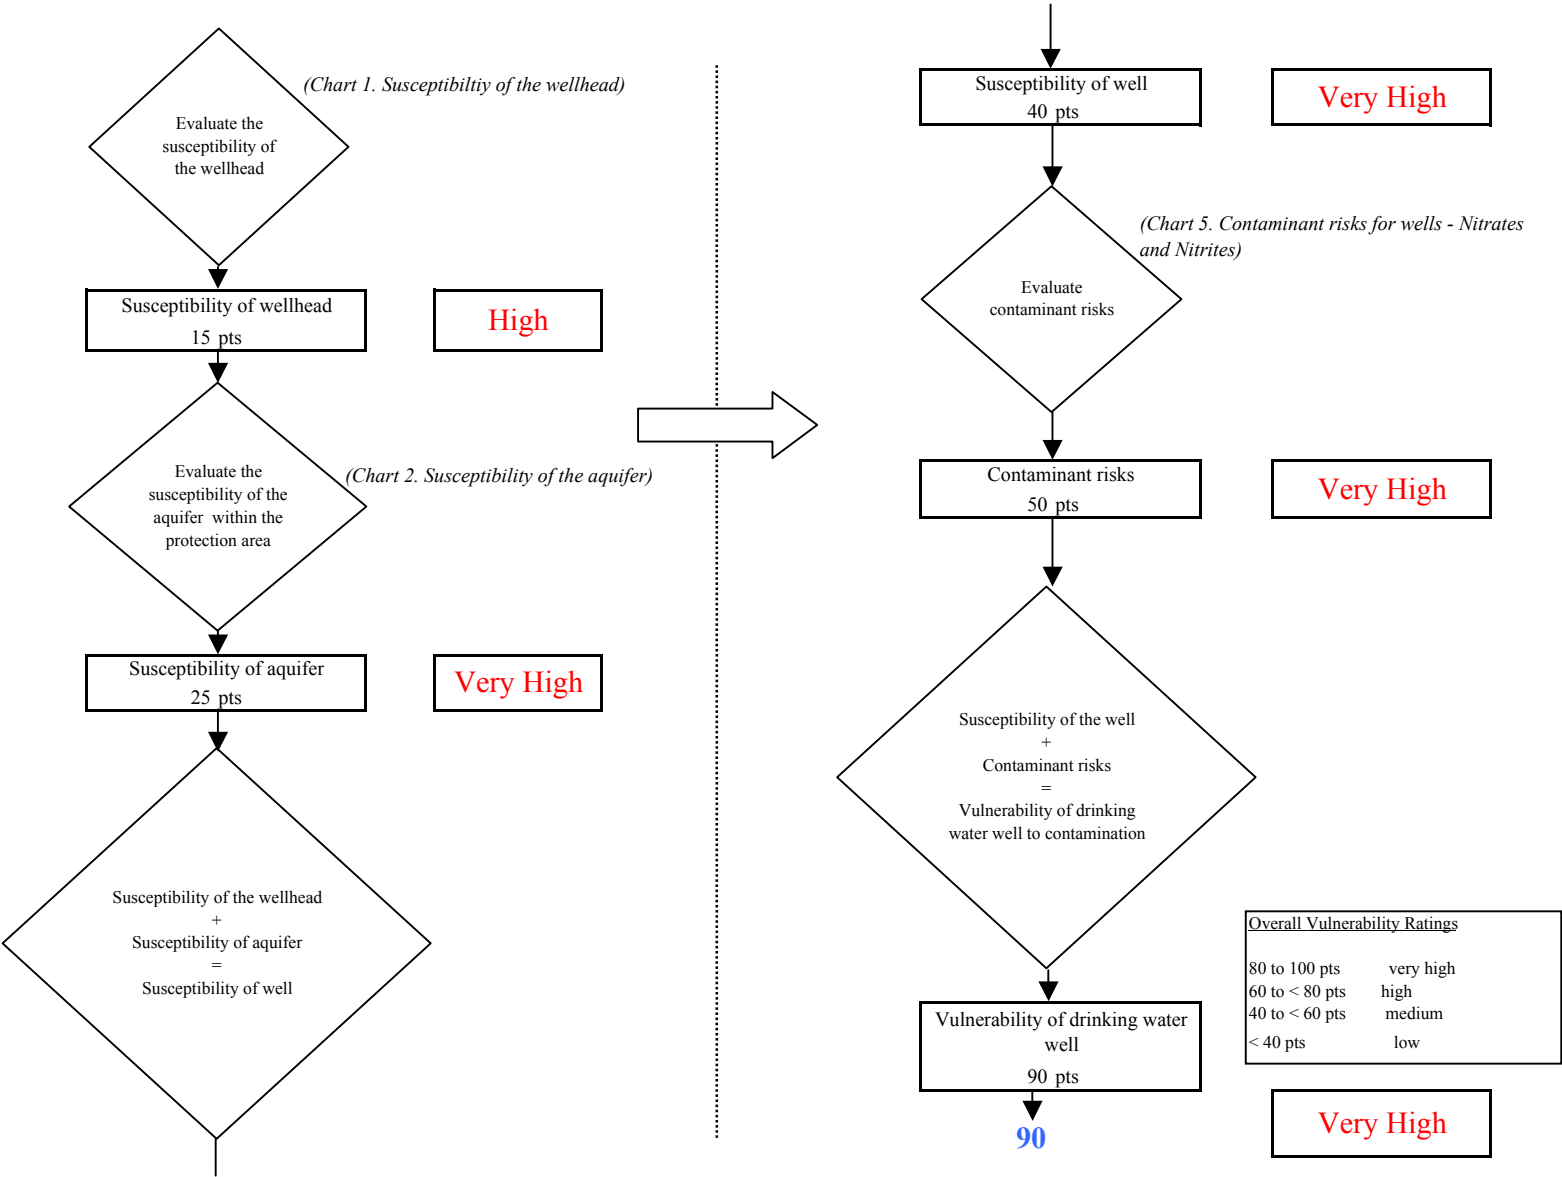 (Chart 1. Susceptibiltiy of the wellhead)
Evaluate the
susceptibility of
the wellhead
Susceptibility of wellhead
15 pts
High
Evaluate the
susceptibility of the
aquifer within the
protection area
(Chart 2. Susceptibility of the aquifer)
Susceptibility of aquifer
25 pts
Very High
Susceptibility of the wellhead
+
Susceptibility of aquifer
=
Susceptibility of well
Susceptibility of well
40 pts
Very High
(Chart 5. Contaminant risks for wells - Nitrates
and Nitrites)
Evaluate
contaminant risks
Contaminant risks
50 pts
Very High
Susceptibility of the well
+
Contaminant risks
=
Vulnerability of drinking
water well to contamination
Overall Vulnerability Ratings
80 to 100 pts very high
60 to < 80 pts high
40 to < 60 pts medium
< 40 pts low
Vulnerability of drinking water
well
90 pts
90
Very High